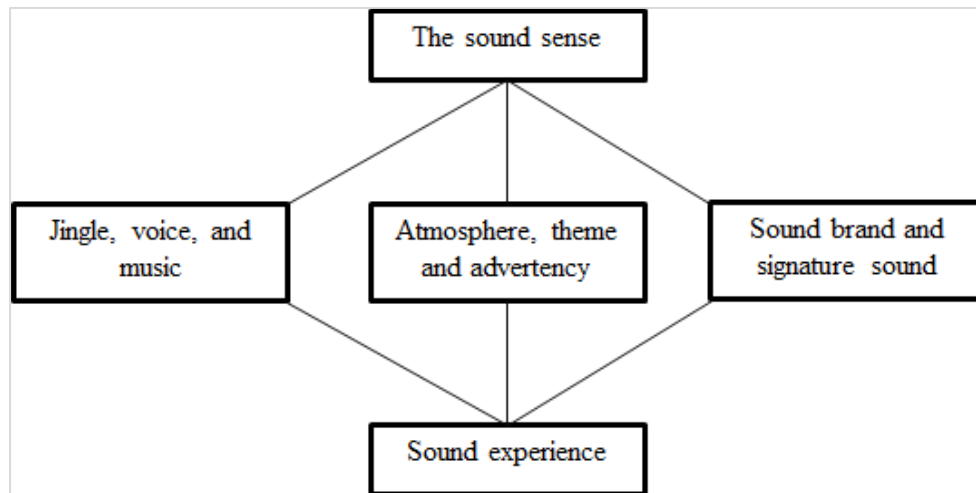 The sound sense
Jingle, voice, and
music
Atmosphere, theme
and advertency
Sound brand and
signature sound
Sound experience